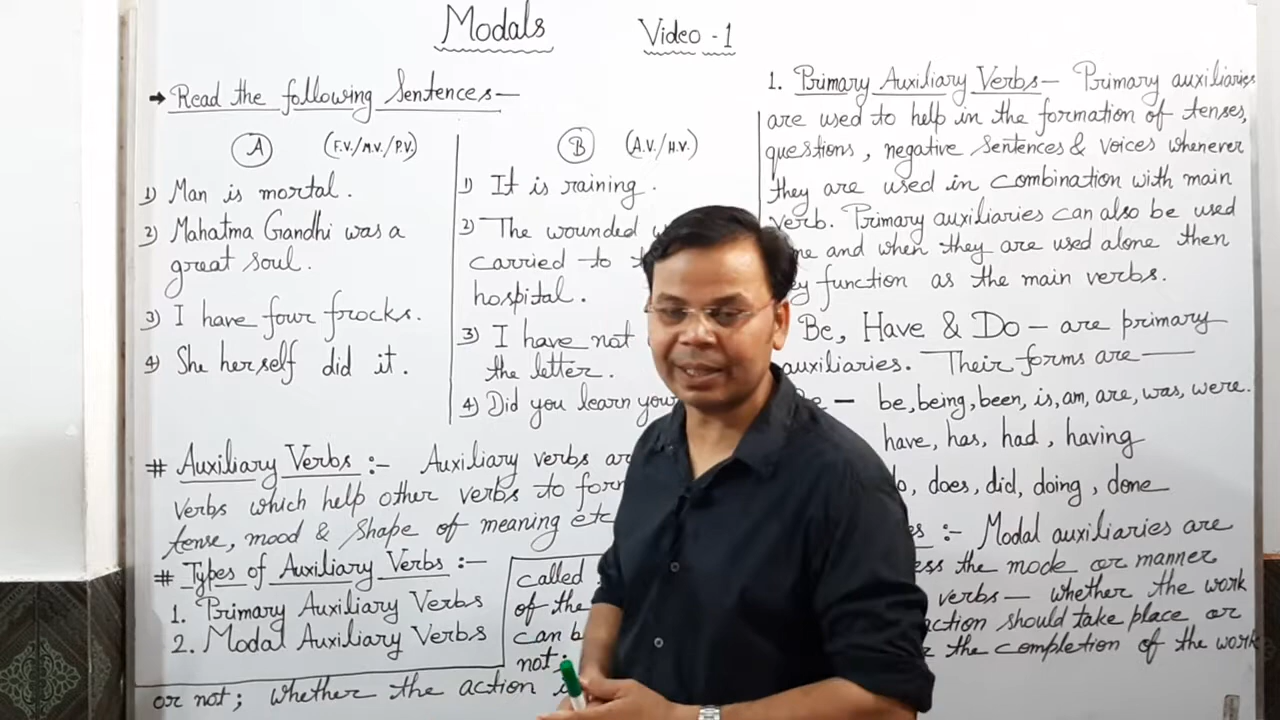 Modals Video - 1
→ Read the following Sentences —
A (F.V./M.V./P.V.)
1) Man is mortal.
2) Mahatma Gandhi was a
great soul.
3) I have four frocks.
4) She herself did it.
B (A.V./H.V.)
1) It is raining.
2) The wounded
carried to
hospital.
3) I have not
the letter.
4) Did you learn your
# Auxiliary Verbs :- Auxiliary verbs
verbs which help other verbs to form
tense, mood & shape of meaning etc
# Types of Auxiliary Verbs :-
1. Primary Auxiliary Verbs
2. Modal Auxiliary Verbs
1. Primary Auxiliary Verbs — Primary auxiliaries
are used to help in the formation of tenses,
questions, negative sentences & voices whenever
they are used in combination with main
verb. Primary auxiliaries can also be used
and when they are used alone then
function as the main verbs.
Be, Have & Do — are primary
auxiliaries. Their forms are —
— be, being, been, is, am, are, was, were.
have, has, had, having
does, did, doing, done
:- Modal auxiliaries are
called
of the
can
not;
or not; whether the action
the mode or manner
verbs — whether the work
action should take place or
the completion of the work